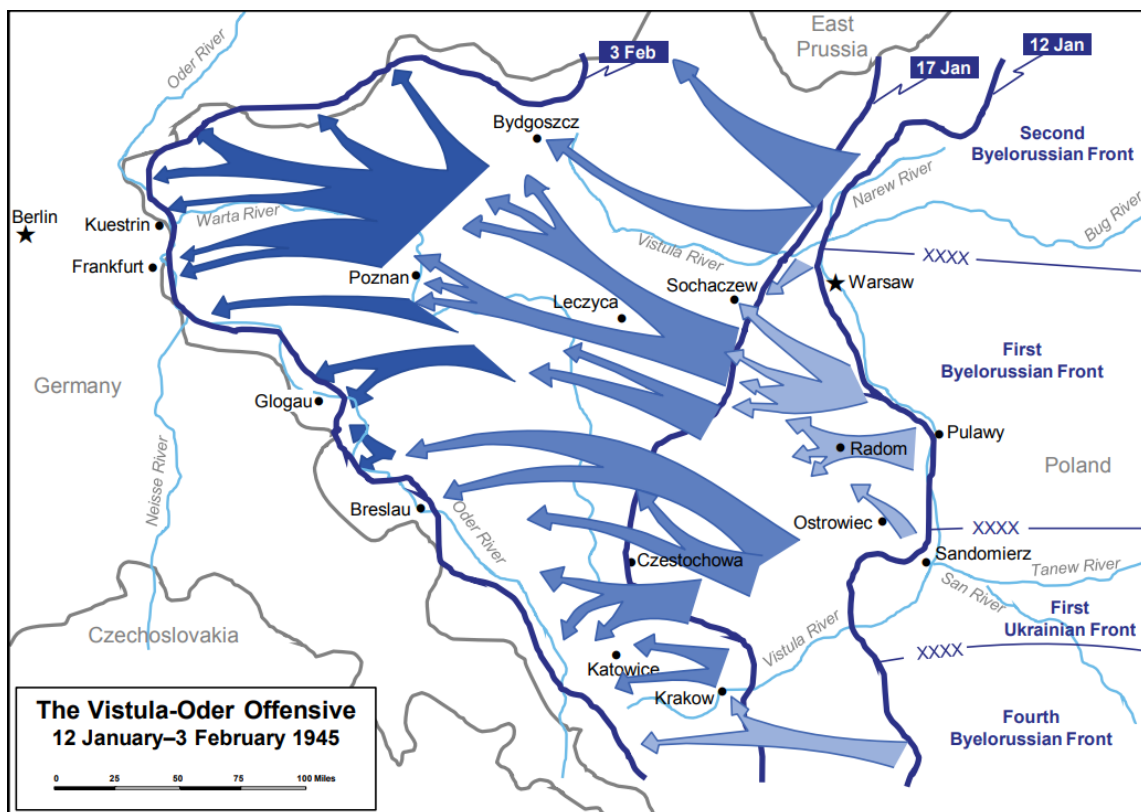 East
Prussia
3 Feb
17 Jan
12 Jan
Oder River
Bydgoszcz
Second
Byelorussian Front
Narew River
Bug River
Berlin
Kuestrin
Warta River
Vistula River
XXXX
Frankfurt
Poznan
Sochaczew
Warsaw
Leczyca
First
Byelorussian Front
Germany
Glogau
Pulawy
Radom
Poland
Neisse River
Breslau
Oder River
Ostrowiec
XXXX
Czestochowa
Sandomierz
Tanew River
San River
First
Ukrainian Front
Czechoslovakia
Vistula River
XXXX
Katowice
Krakow
Fourth
Byelorussian Front
The Vistula-Oder Offensive
12 January–3 February 1945
0 25 50 75 100 Miles